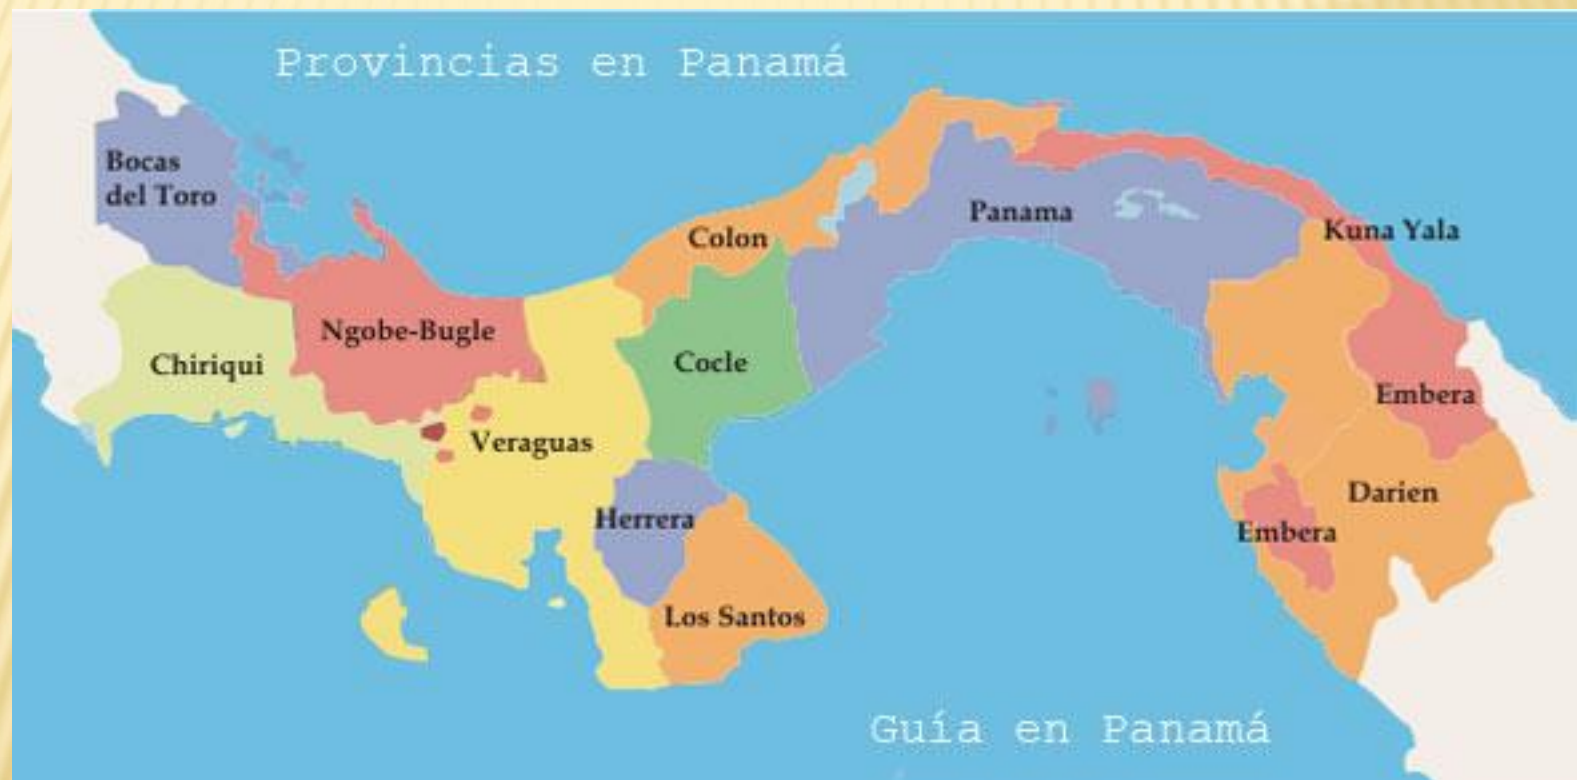 Provincias en Panamá
Bocas
del Toro
Chiriqui
Ngobe-Bugle
Veraguas
Colon
Cocle
Herrera
Los Santos
Panama
Kuna Yala
Embera
Darien
Embera
Guía en Panamá